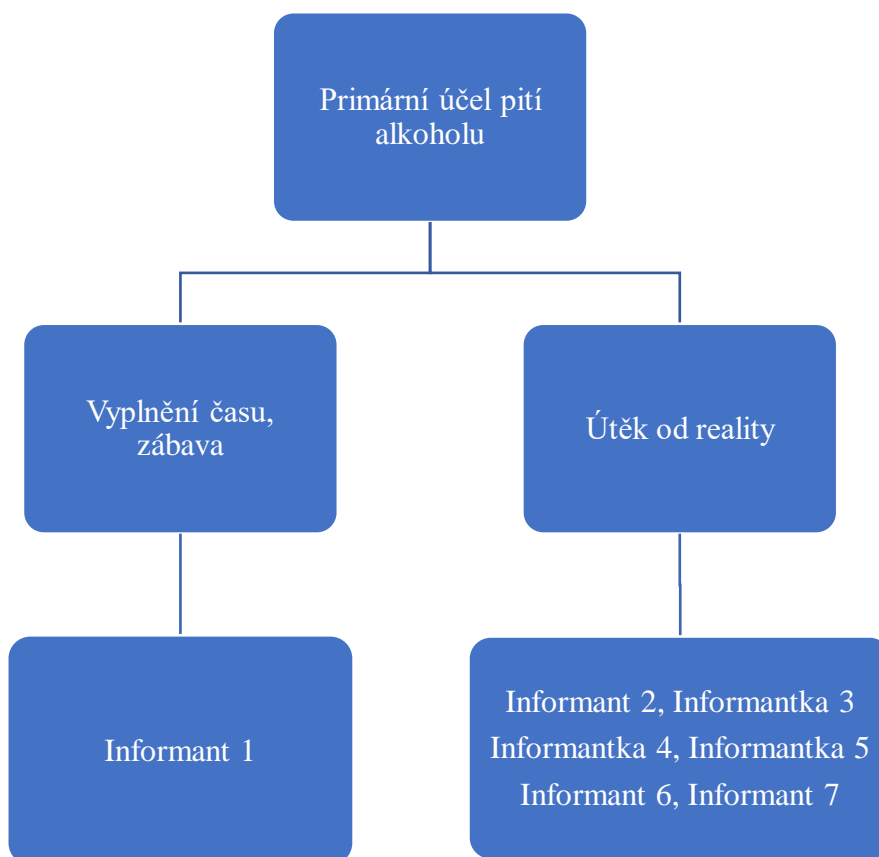 Primární účel pití
alkoholu
Vyplnění času,
zábava
Útěk od reality
Informant 1
Informant 2, Informantka 3
Informantka 4, Informantka 5
Informant 6, Informant 7